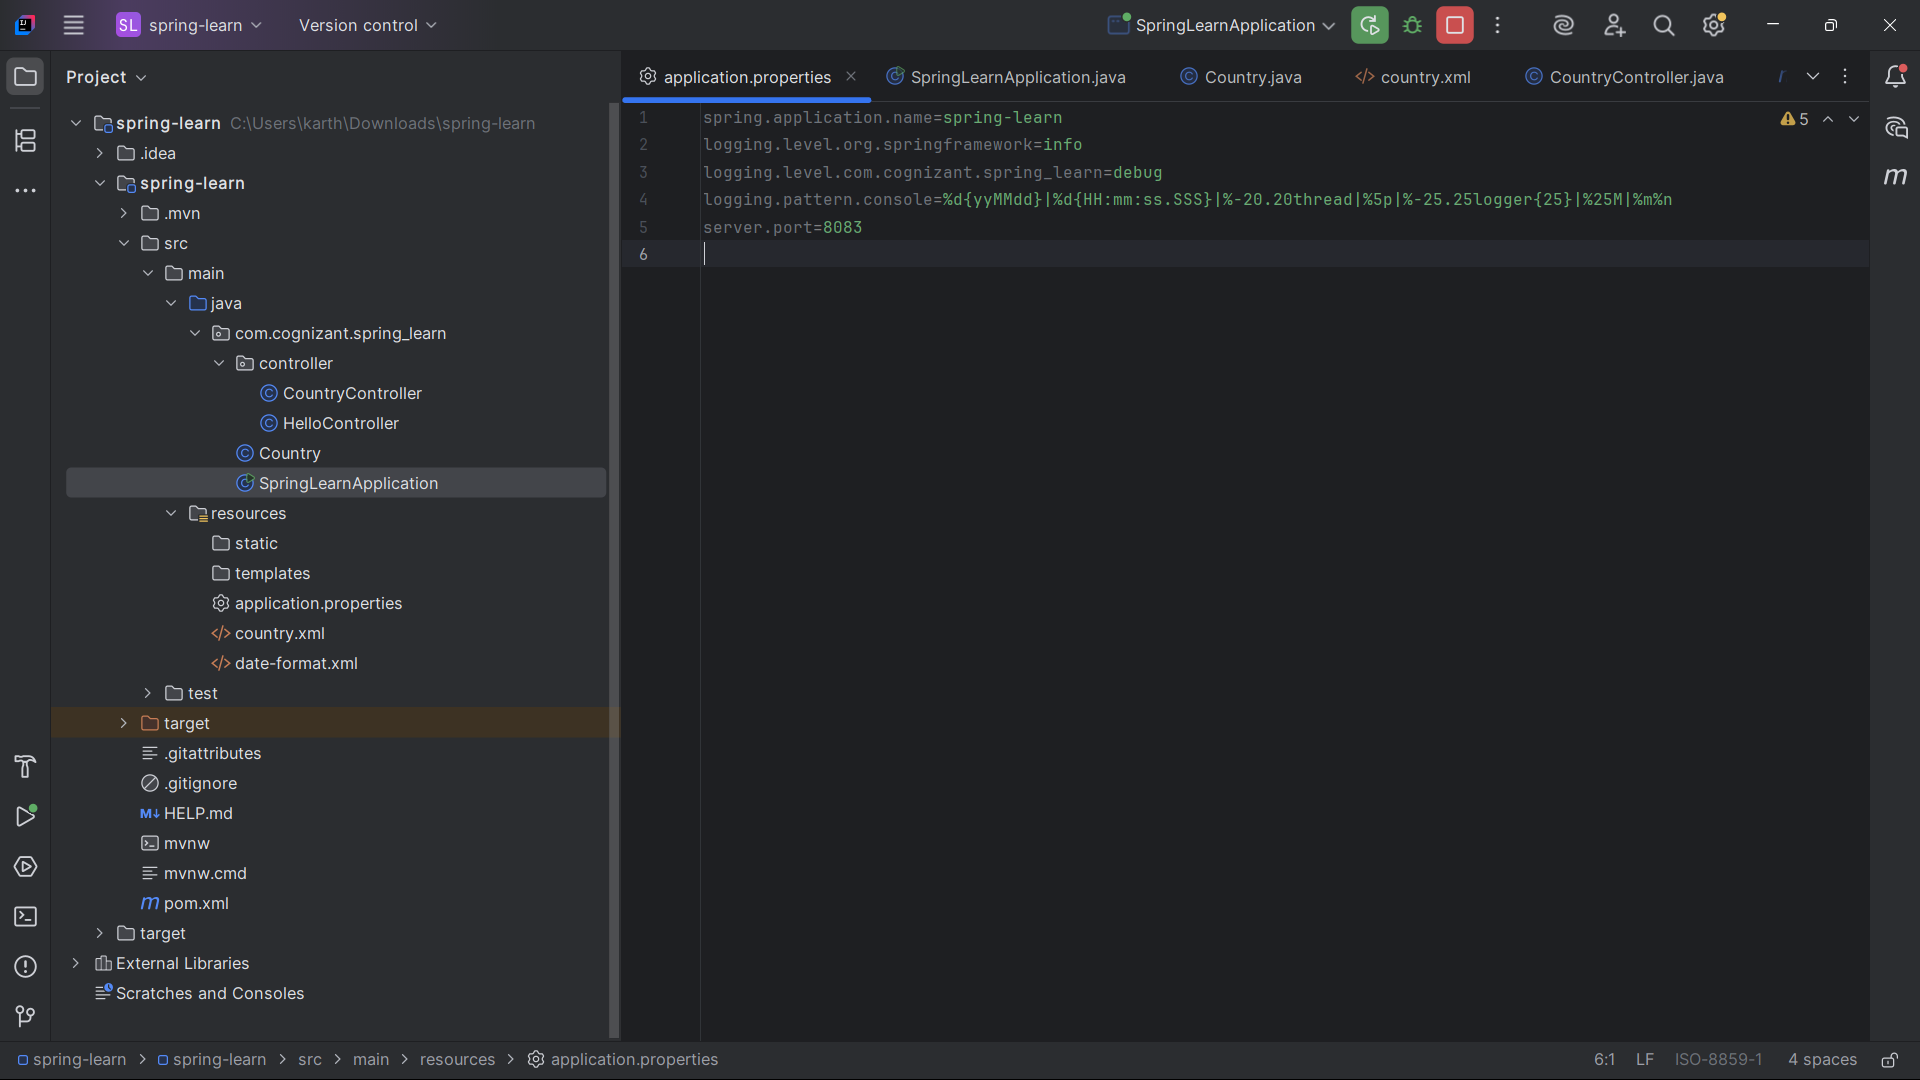 SL spring-learn Version control SpringLearnApplication
Project
application.properties SpringLearnApplication.java Country.java country.xml CountryController.java
spring-learn C:\Users\karth\Downloads\spring-learn
.idea
spring-learn
.mvn
src
main
java
com.cognizant.spring_learn
controller
CountryController
HelloController
Country
SpringLearnApplication
resources
static
templates
application.properties
country.xml
date-format.xml
test
target
.gitattributes
.gitignore
M↓ HELP.md
mvnw
mvnw.cmd
m pom.xml
target
External Libraries
Scratches and Consoles
1 spring.application.name=spring-learn
2 logging.level.org.springframework=info
3 logging.level.com.cognizant.spring_learn=debug
4 logging.pattern.console=%d{yyMMdd}|%d{HH:mm:ss.SSS}|%-20.20thread|%5p|%-25.25logger{25}|%25M|%m%n
5 server.port=8083
6
5
m
spring-learn > spring-learn > src > main > resources > application.properties
6:1 LF ISO-8859-1 4 spaces